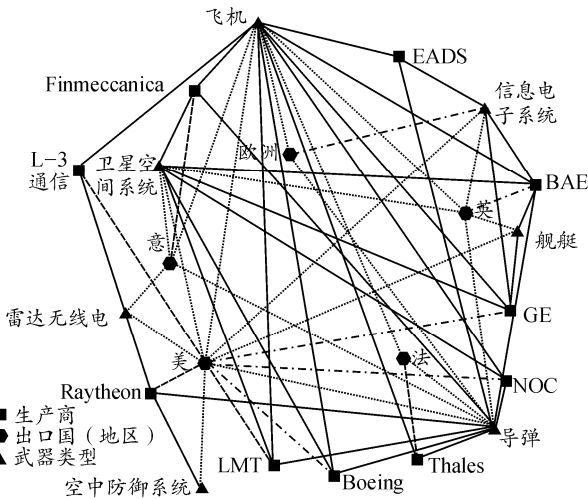 飞机
EADS
Finmeccanica
信息电
子系统
欧洲
L-3
通信
卫星空
间系统
BAE
英
意
舰艇
雷达无线电
GE
美
法
NOC
Raytheon
生产商
出口国（地区）
武器类型
导弹
LMT
Boeing
Thales
空中防御系统